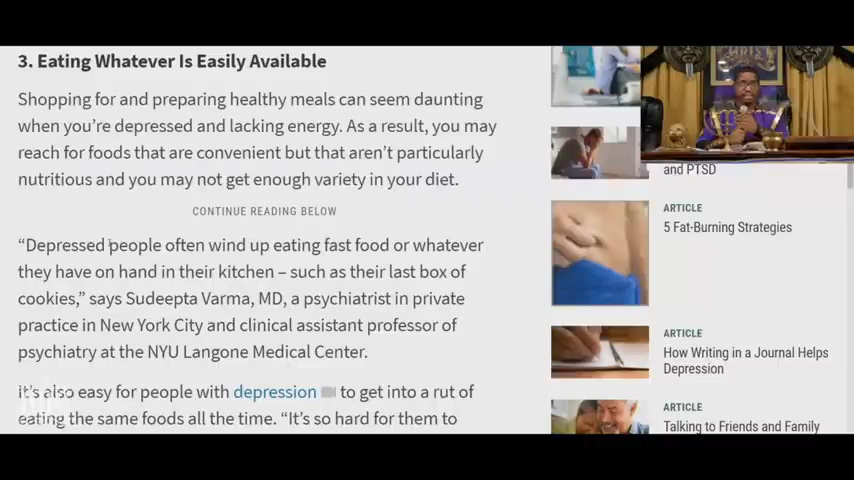 3. Eating Whatever Is Easily Available
Shopping for and preparing healthy meals can seem daunting
when you’re depressed and lacking energy. As a result, you may
reach for foods that are convenient but that aren’t particularly
nutritious and you may not get enough variety in your diet.
CONTINUE READING BELOW
“Depressed people often wind up eating fast food or whatever
they have on hand in their kitchen – such as their last box of
cookies,” says Sudeepta Varma, MD, a psychiatrist in private
practice in New York City and clinical assistant professor of
psychiatry at the NYU Langone Medical Center.
It’s also easy for people with depression to get into a rut of
eating the same foods all the time. “It’s so hard for them to
and PTSD
ARTICLE
5 Fat-Burning Strategies
ARTICLE
How Writing in a Journal Helps
Depression
ARTICLE
Talking to Friends and Family